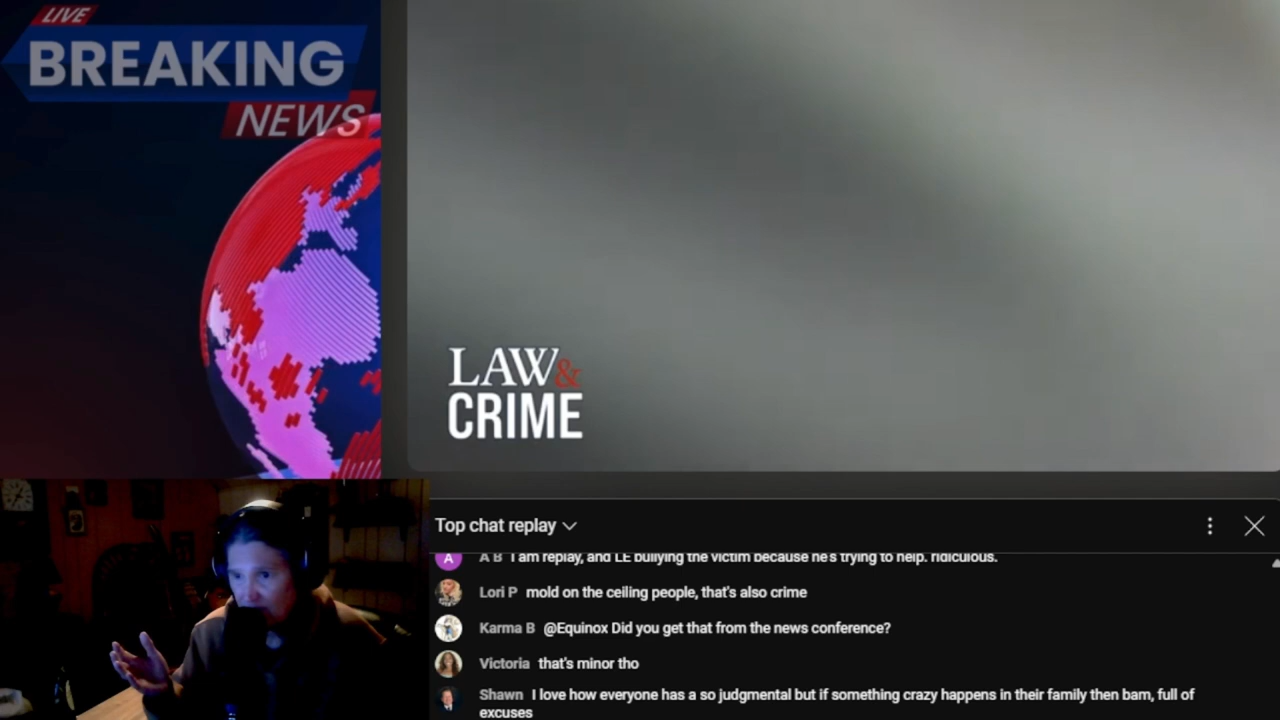 LIVE
BREAKING
NEWS
LAW&
CRIME
Top chat replay
A
A B I am replay, and LE bullying the victim because he's trying to help. ridiculous.
Lori P mold on the ceiling people, that's also crime
Karma B @Equinox Did you get that from the news conference?
Victoria that's minor tho
Shawn I love how everyone has a so judgmental but if something crazy happens in their family then bam, full of
excuses